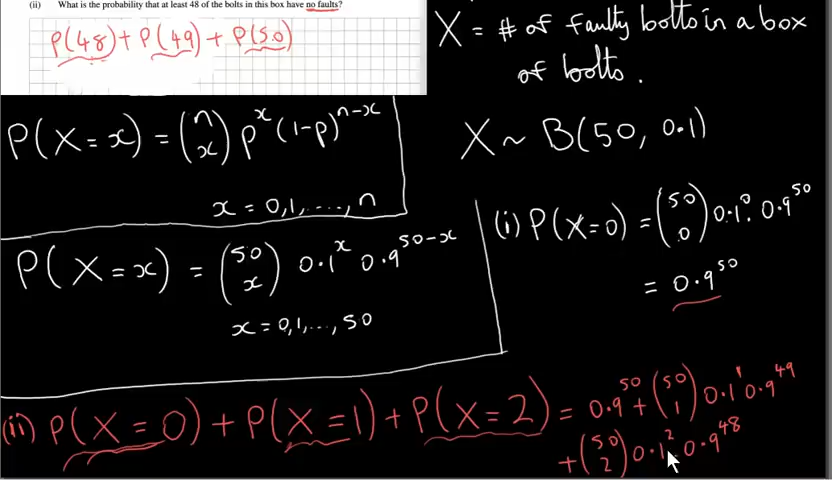 (ii) What is the probability that at least 48 of the bolts in this box have no faults?
P(48) + P(49) + P(50)
X = # of faulty bolts in a box
of bolts.
P(X = x) = (n x) p^x (1-p)^{n-x}
x = 0,1,....,n
X ~ B(50, 0.1)
P(X = x) = (50 x) 0.1^x 0.9^{50-x}
x = 0,1,...,50
(i) P(X=0) = (50 0) 0.1^0. 0.9^{50}
= 0.9^{50}
(ii) P(X=0) + P(X=1) + P(X=2) = 0.9^{50} + (50 1) 0.1^1 0.9^{49}
+ (50 2) 0.1^2 0.9^{48}